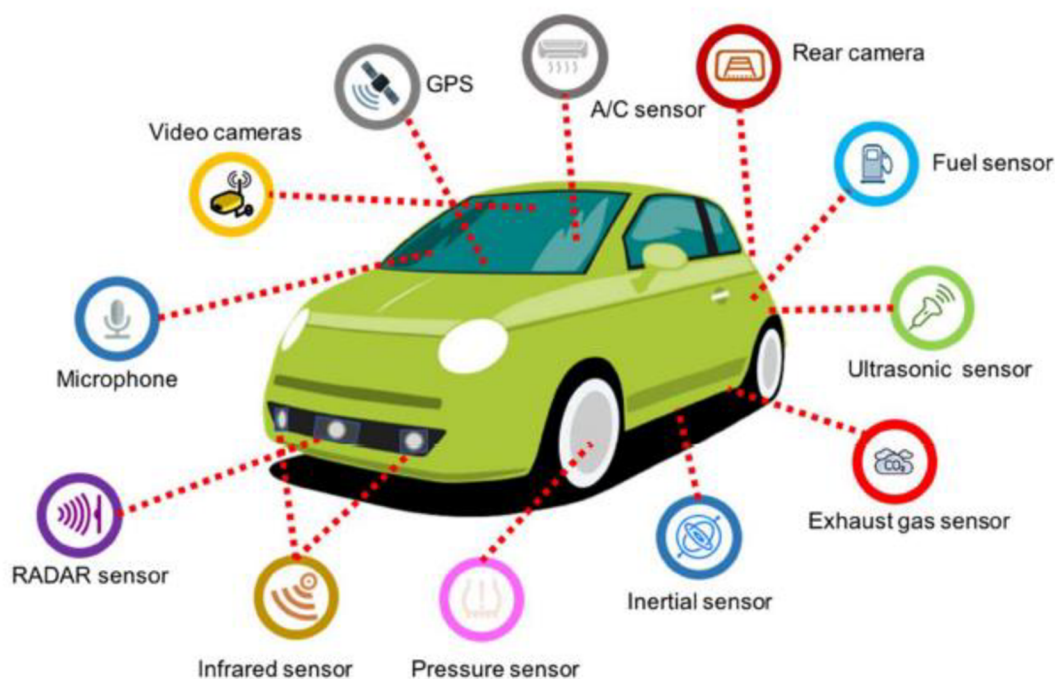 GPS
A/C sensor
Rear camera
Video cameras
Fuel sensor
Microphone
Ultrasonic sensor
CO₂
Exhaust gas sensor
RADAR sensor
Inertial sensor
Infrared sensor
Pressure sensor